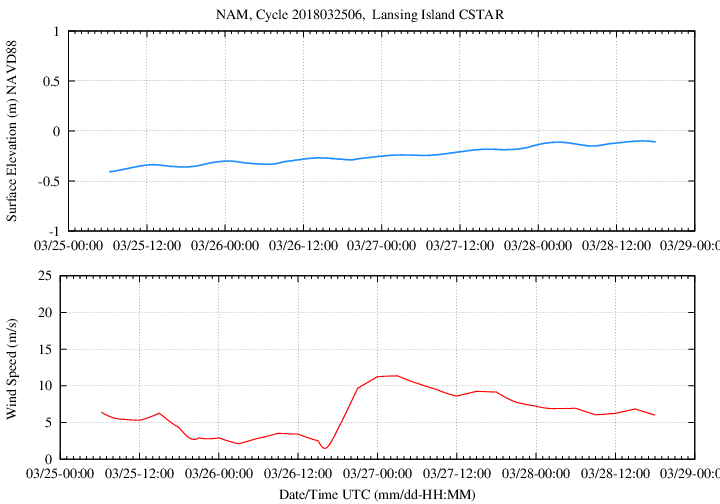 NAM, Cycle 2018032506,  Lansing Island CSTAR
Surface Elevation (m) NAVD88
1
0.5
0
-0.5
-1
03/25-00:00 03/25-12:00 03/26-00:00 03/26-12:00 03/27-00:00 03/27-12:00 03/28-00:00 03/28-12:00 03/29-00:0
Wind Speed (m/s)
25
20
15
10
5
0
03/25-00:00 03/25-12:00 03/26-00:00 03/26-12:00 03/27-00:00 03/27-12:00 03/28-00:00 03/28-12:00 03/29-00:0
Date/Time UTC (mm/dd-HH:MM)